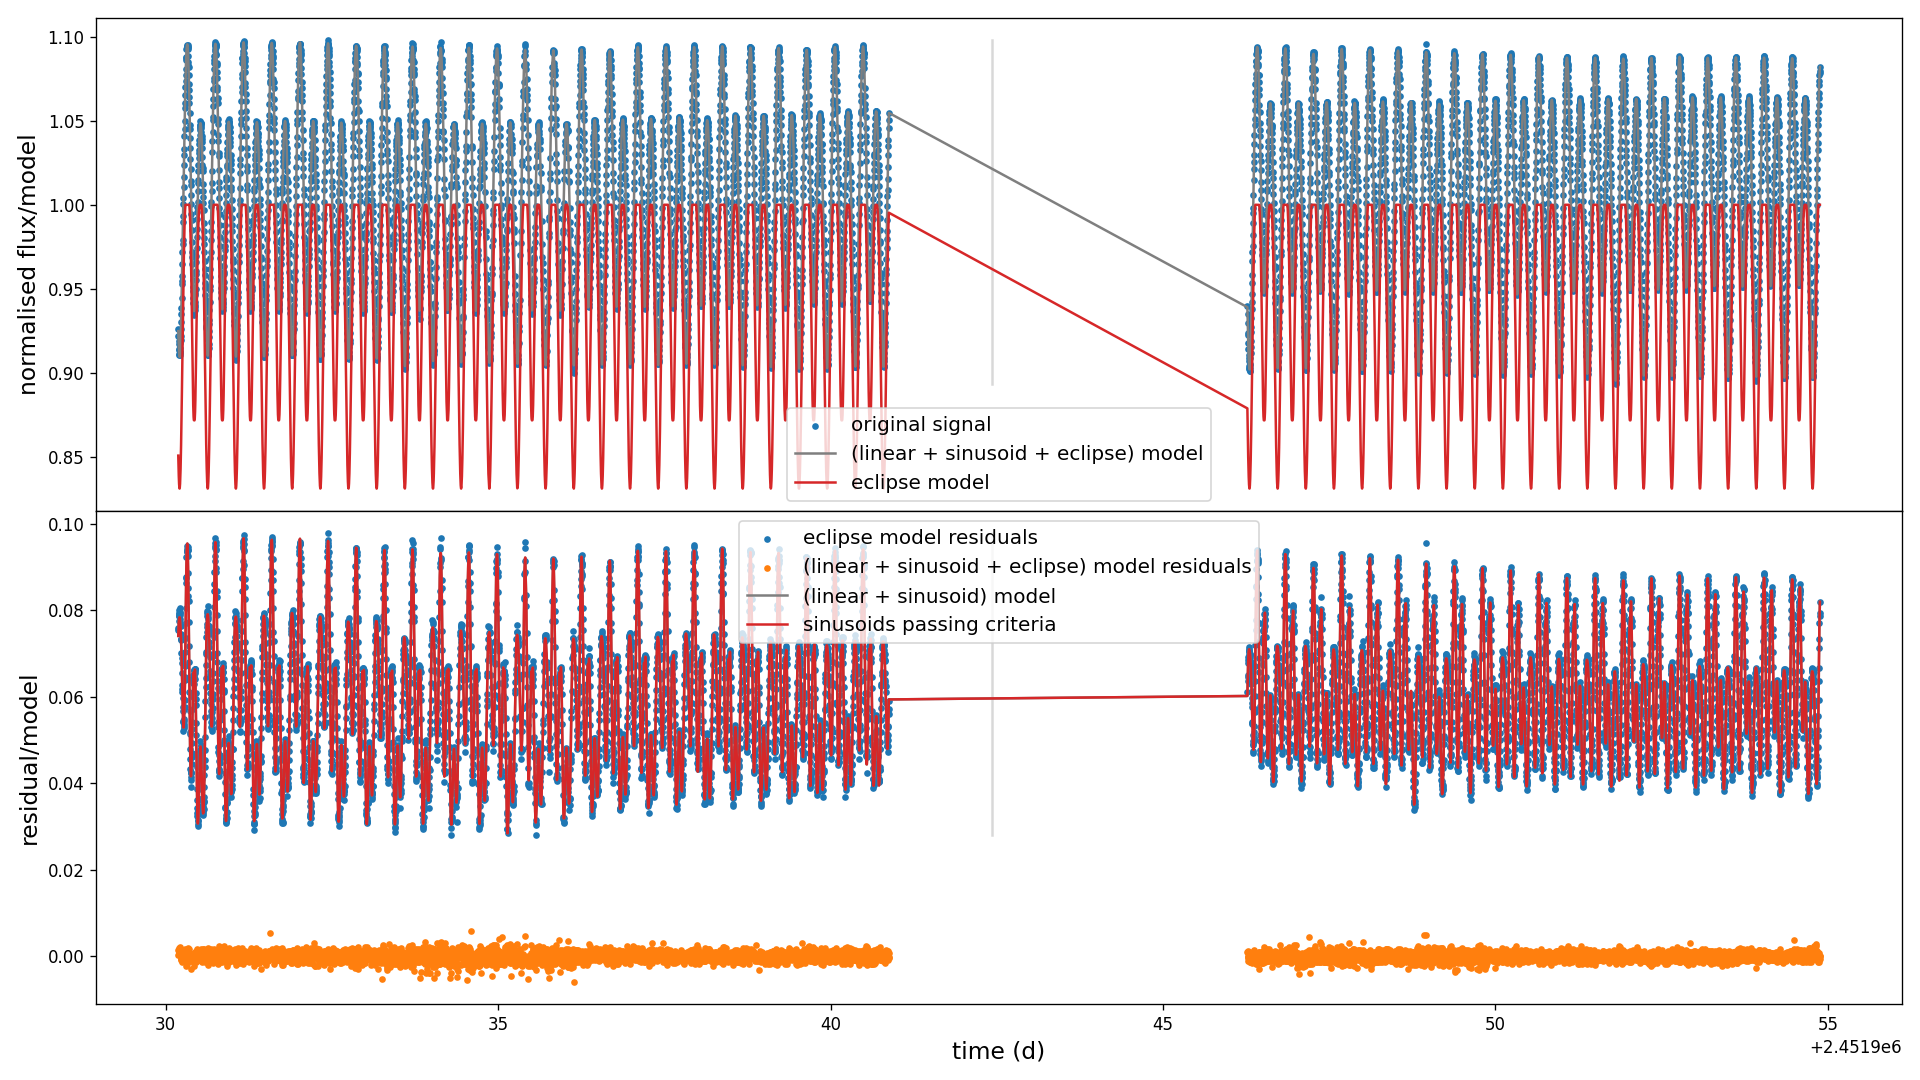 normalised flux/model
1.10
1.05
1.00
0.95
0.90
0.85
original signal
(linear + sinusoid + eclipse) model
eclipse model
residual/model
0.10
0.08
0.06
0.04
0.02
0.00
eclipse model residuals
(linear + sinusoid + eclipse) model residuals
(linear + sinusoid) model
sinusoids passing criteria
30
35
40
45
50
55
time (d)
+2.4519e6